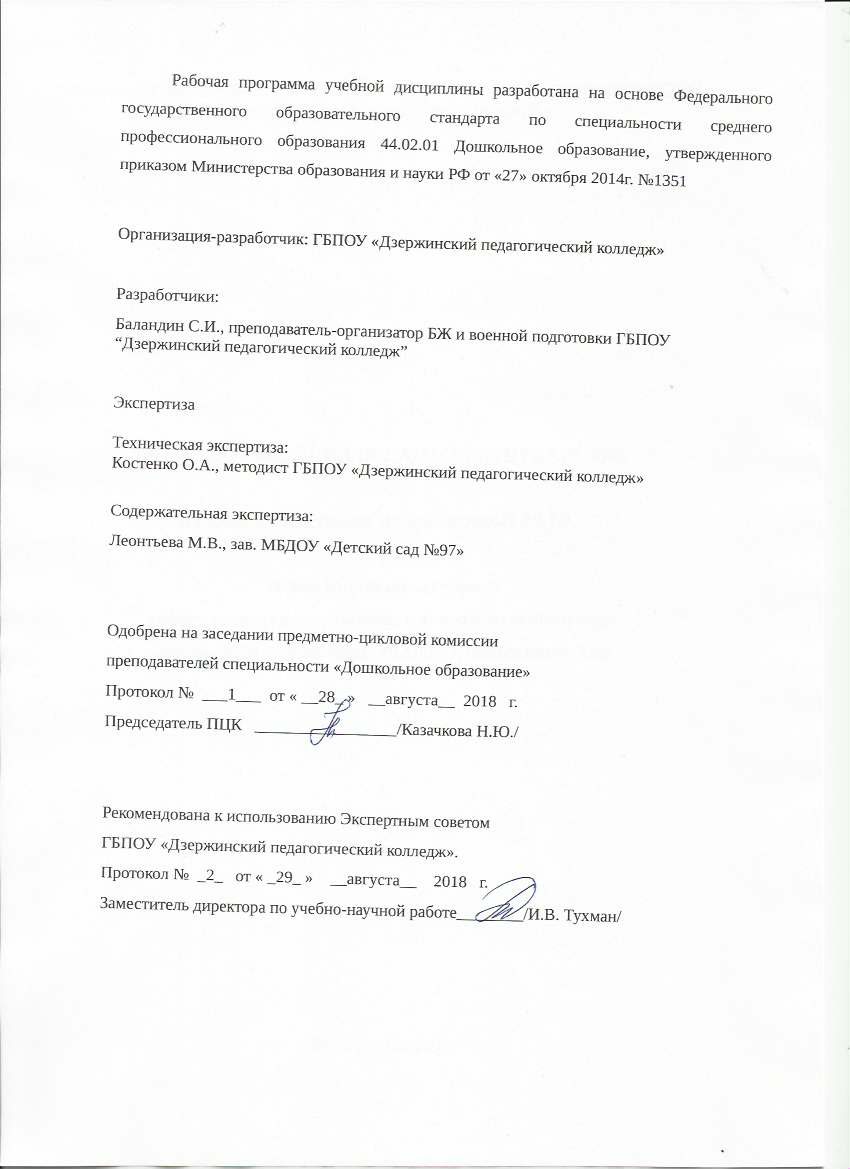 Рабочая программа учебной дисциплины разработана на основе Федерального
государственного образовательного стандарта по специальности среднего
профессионального образования 44.02.01 Дошкольное образование, утвержденного
приказом Министерства образования и науки РФ от «27» октября 2014г. №1351
Организация-разработчик: ГБПОУ «Дзержинский педагогический колледж»
Разработчики:
Баландин С.И., преподаватель-организатор БЖ и военной подготовки ГБПОУ
“Дзержинский педагогический колледж”
Экспертиза
Техническая экспертиза:
Костенко О.А., методист ГБПОУ «Дзержинский педагогический колледж»
Содержательная экспертиза:
Леонтьева М.В., зав. МБДОУ «Детский сад №97»
Одобрена на заседании предметно-цикловой комиссии
преподавателей специальности «Дошкольное образование»
Протокол № ___1___ от « __28_ » __августа__ 2018 г.
Председатель ПЦК _________________/Казачкова Н.Ю./
Рекомендована к использованию Экспертным советом
ГБПОУ «Дзержинский педагогический колледж».
Протокол № _2_ от « _29_ » __августа__ 2018 г.
Заместитель директора по учебно-научной работе________/И.В. Тухман/